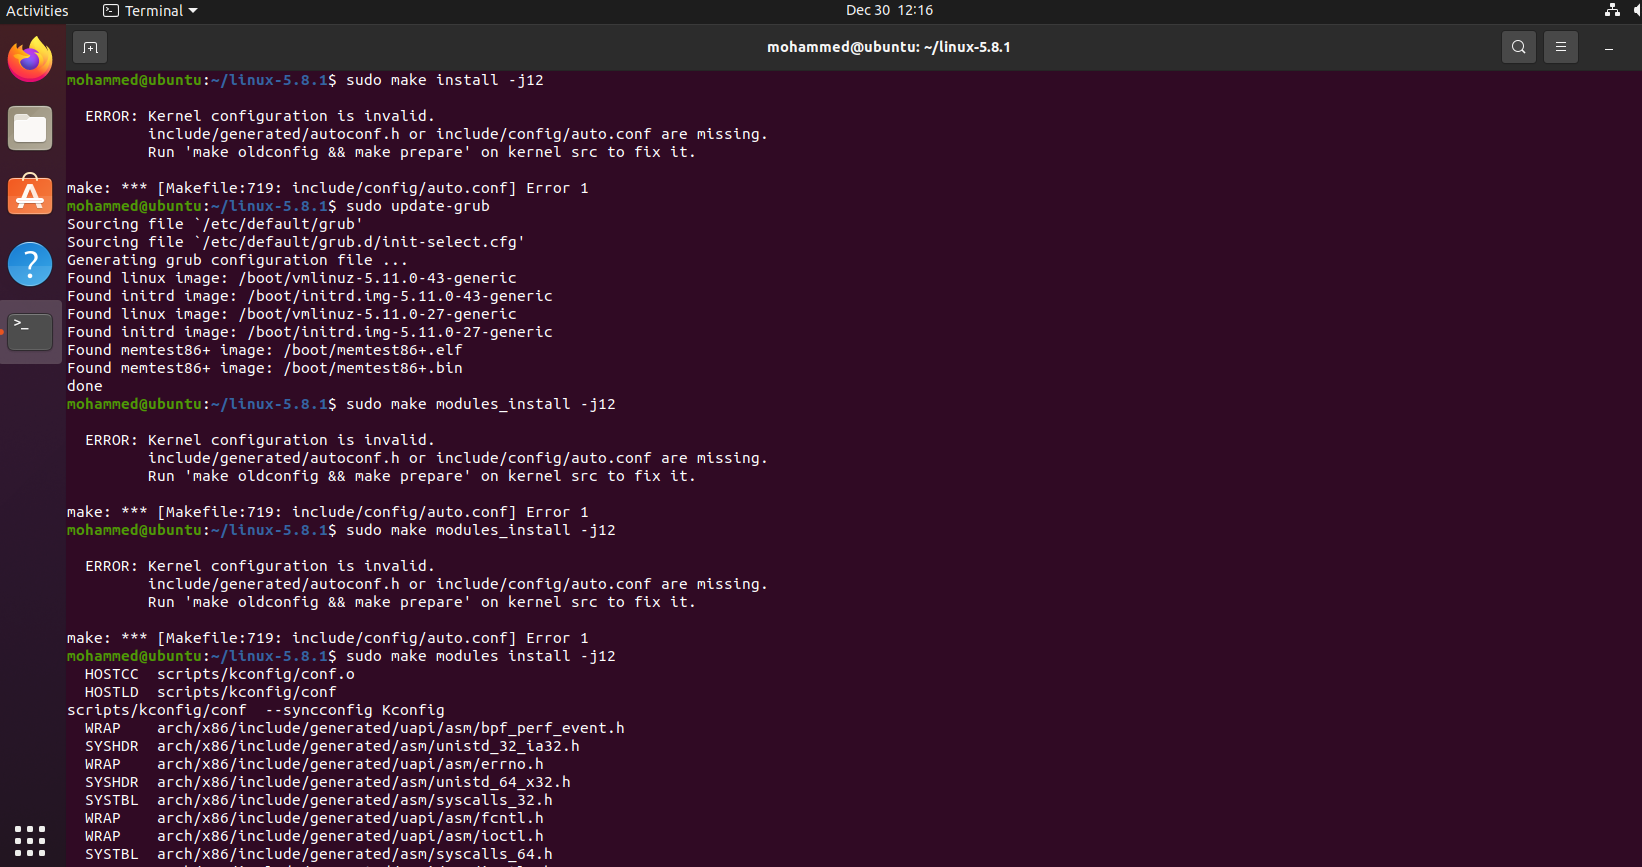 Activities
Terminal
Dec 30 12:16
mohammed@ubuntu: ~/linux-5.8.1
mohammed@ubuntu:~/linux-5.8.1$ sudo make install -j12
ERROR: Kernel configuration is invalid.
include/generated/autoconf.h or include/config/auto.conf are missing.
Run 'make oldconfig && make prepare' on kernel src to fix it.
make: *** [Makefile:719: include/config/auto.conf] Error 1
mohammed@ubuntu:~/linux-5.8.1$ sudo update-grub
Sourcing file `/etc/default/grub'
Sourcing file `/etc/default/grub.d/init-select.cfg'
Generating grub configuration file ...
Found linux image: /boot/vmlinuz-5.11.0-43-generic
Found initrd image: /boot/initrd.img-5.11.0-43-generic
Found linux image: /boot/vmlinuz-5.11.0-27-generic
Found initrd image: /boot/initrd.img-5.11.0-27-generic
Found memtest86+ image: /boot/memtest86+.elf
Found memtest86+ image: /boot/memtest86+.bin
done
mohammed@ubuntu:~/linux-5.8.1$ sudo make modules_install -j12
ERROR: Kernel configuration is invalid.
include/generated/autoconf.h or include/config/auto.conf are missing.
Run 'make oldconfig && make prepare' on kernel src to fix it.
make: *** [Makefile:719: include/config/auto.conf] Error 1
mohammed@ubuntu:~/linux-5.8.1$ sudo make modules_install -j12
ERROR: Kernel configuration is invalid.
include/generated/autoconf.h or include/config/auto.conf are missing.
Run 'make oldconfig && make prepare' on kernel src to fix it.
make: *** [Makefile:719: include/config/auto.conf] Error 1
mohammed@ubuntu:~/linux-5.8.1$ sudo make modules install -j12
HOSTCC scripts/kconfig/conf.o
HOSTLD scripts/kconfig/conf
scripts/kconfig/conf --syncconfig Kconfig
WRAP arch/x86/include/generated/uapi/asm/bpf_perf_event.h
SYSHDR arch/x86/include/generated/asm/unistd_32_ia32.h
WRAP arch/x86/include/generated/uapi/asm/errno.h
SYSHDR arch/x86/include/generated/asm/unistd_64_x32.h
SYSTBL arch/x86/include/generated/asm/syscalls_32.h
WRAP arch/x86/include/generated/uapi/asm/fcntl.h
WRAP arch/x86/include/generated/uapi/asm/ioctl.h
SYSTBL arch/x86/include/generated/asm/syscalls_64.h